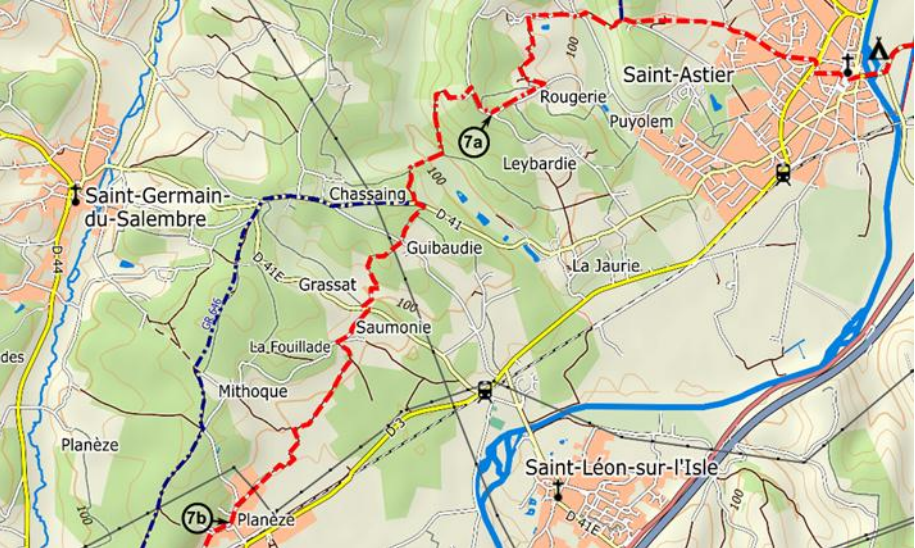 100
Saint-Astier
Rougerie
7a
Puyolem
Leybardie
100
Chassaing
Saint-Germain-
du-Salembre
D-41
Guibaudie
D-44
D-41E
La Jaurie
Grassat
100
GR 646
Saumonie
La Fouillade
des
Mithoque
D-3
Planèze
Saint-Léon-sur-l'Isle
100
100
7b
Planèze
D-41E